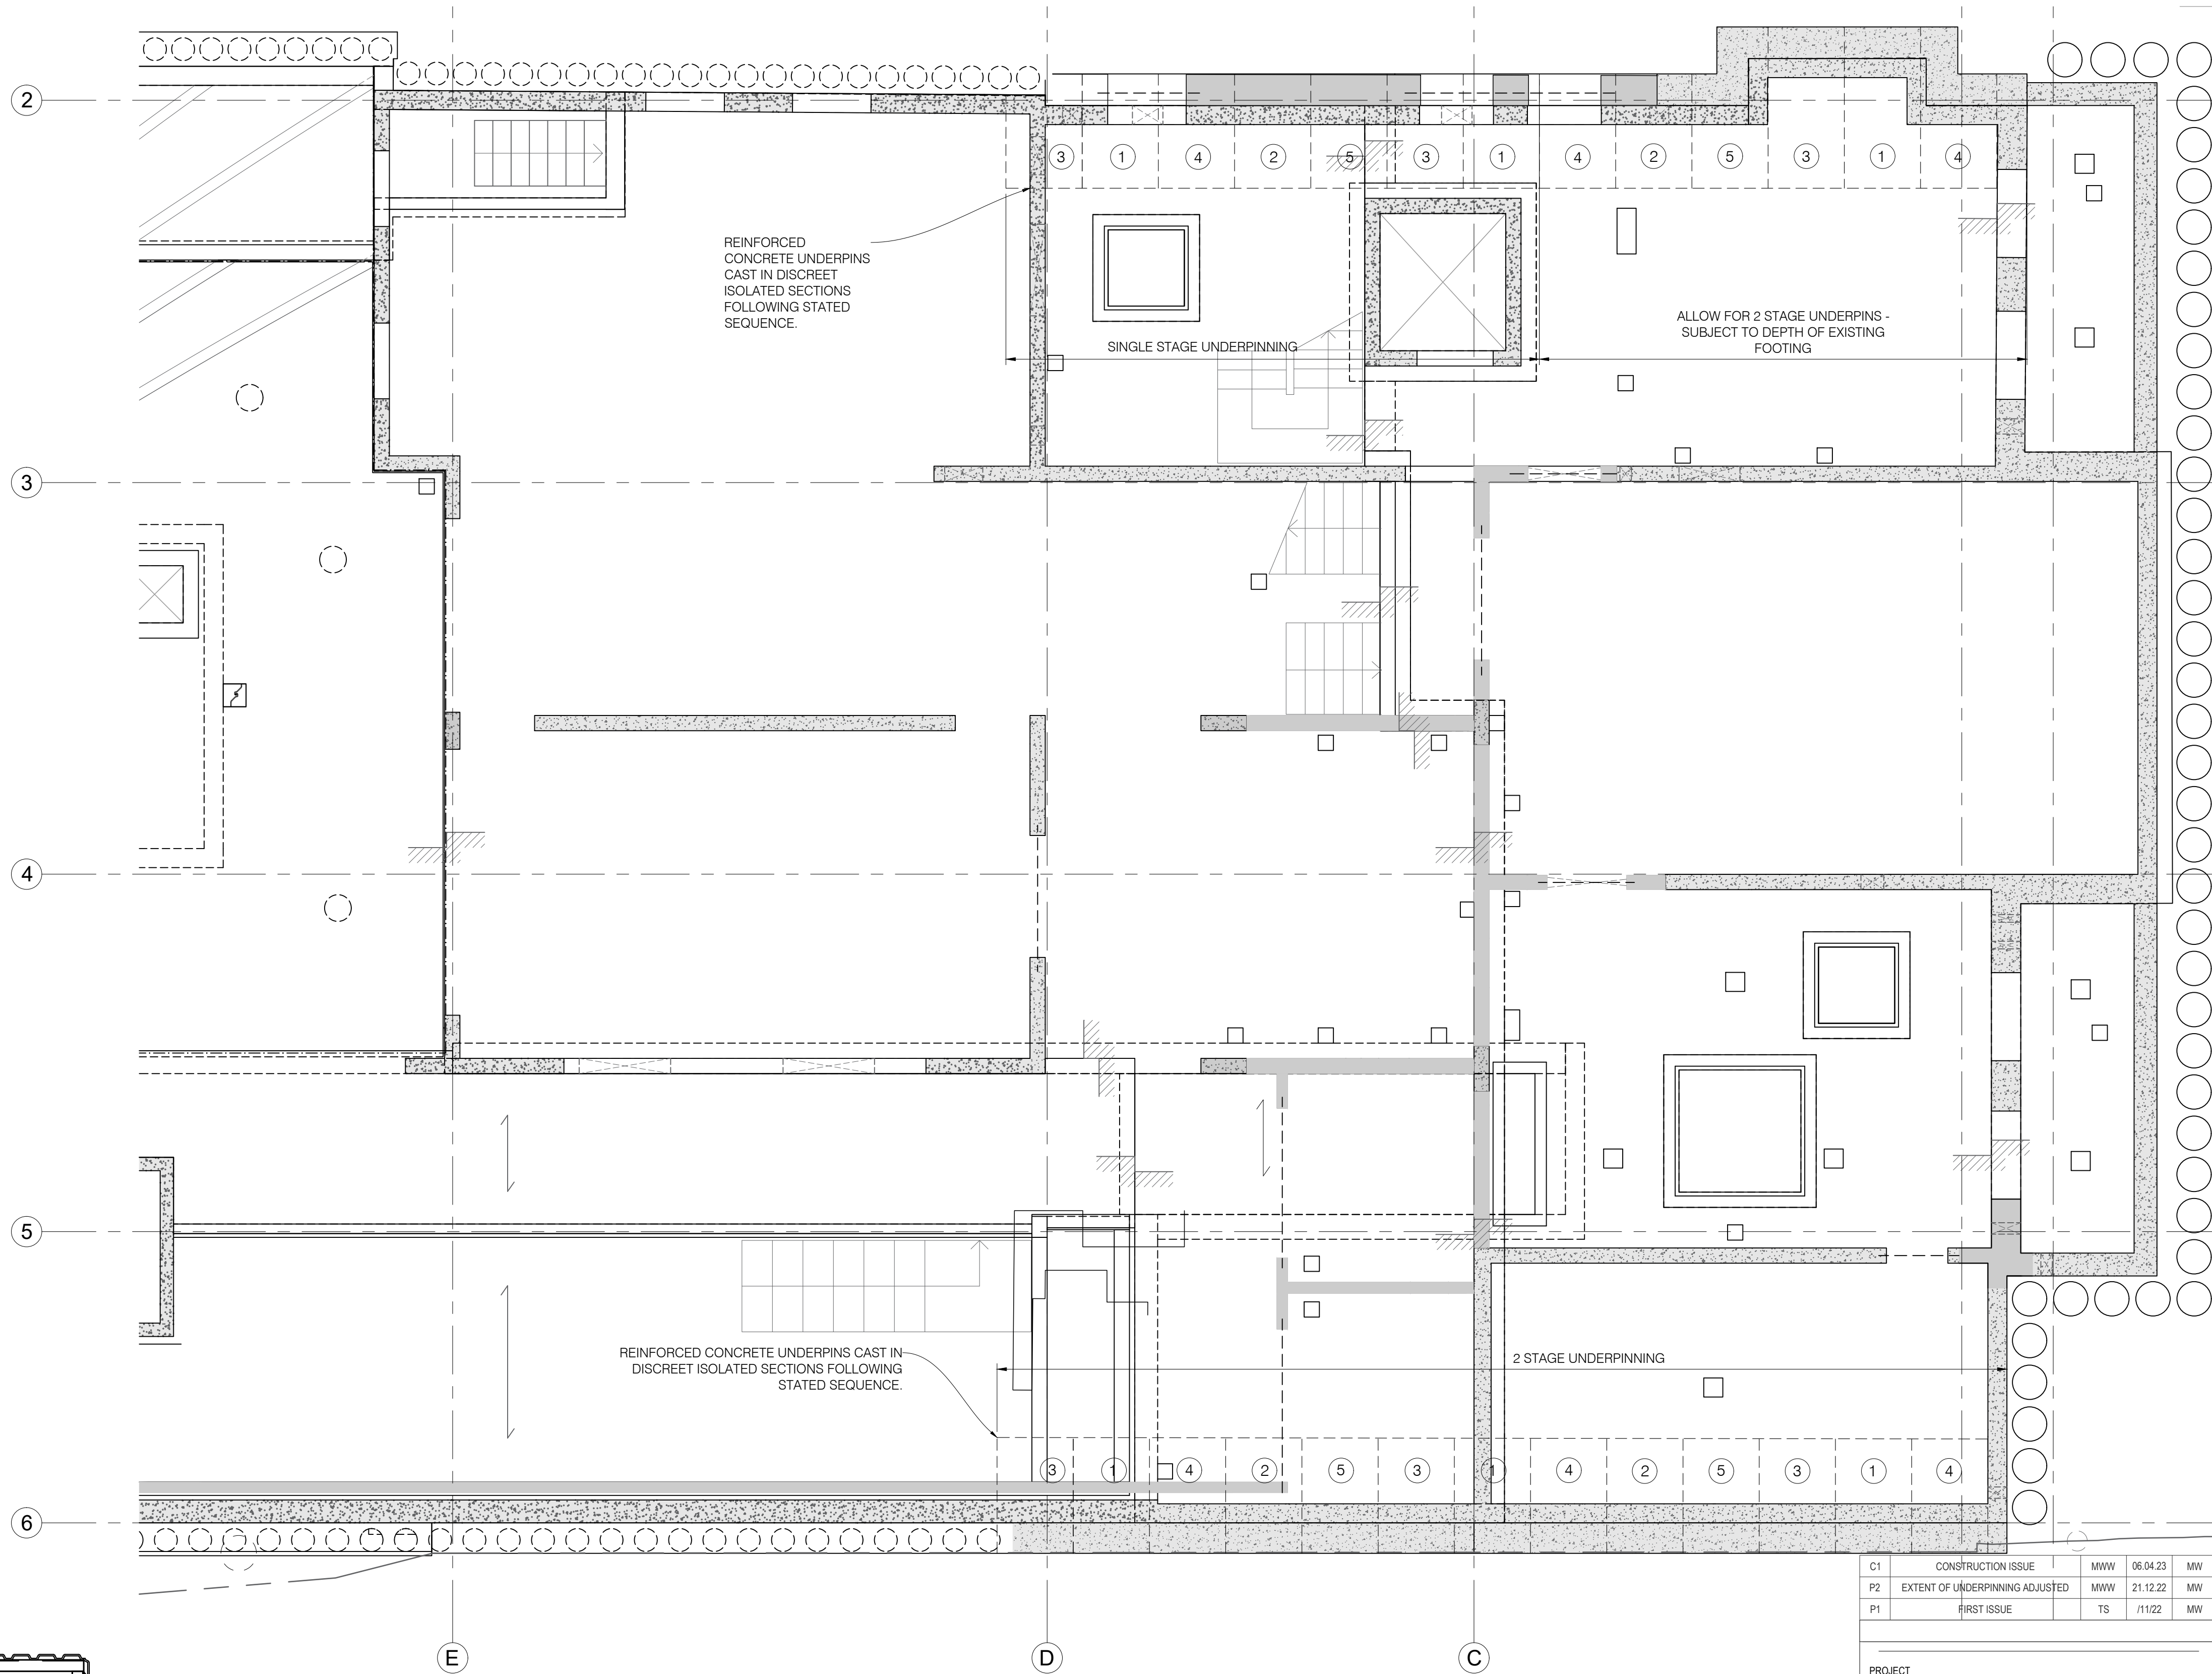 2
3 1 4 2 5 3 1 4 2 5 3 1 4
REINFORCED
CONCRETE UNDERPINS
CAST IN DISCREET
ISOLATED SECTIONS
FOLLOWING STATED
SEQUENCE.
SINGLE STAGE UNDERPINNING
ALLOW FOR 2 STAGE UNDERPINS -
SUBJECT TO DEPTH OF EXISTING
FOOTING
3
4
5
REINFORCED CONCRETE UNDERPINS CAST IN
DISCREET ISOLATED SECTIONS FOLLOWING
STATED SEQUENCE.
2 STAGE UNDERPINNING
3 1 4 2 5 3 1 4 2 5 3 1 4
6
C1 CONSTRUCTION ISSUE MWW 06.04.23 MW
P2 EXTENT OF UNDERPINNING ADJUSTED MWW 21.12.22 MW
P1 FIRST ISSUE TS /11/22 MW
E D C
PROJECT